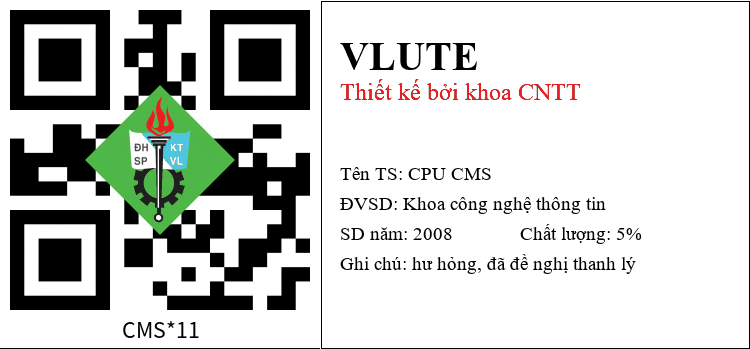 ĐH KT
SP VL
CMS*11
VLUTE
Thiết kế bởi khoa CNTT
Tên TS: CPU CMS
ĐVSD: Khoa công nghệ thông tin
SD năm: 2008 Chất lượng: 5%
Ghi chú: hư hỏng, đã đề nghị thanh lý